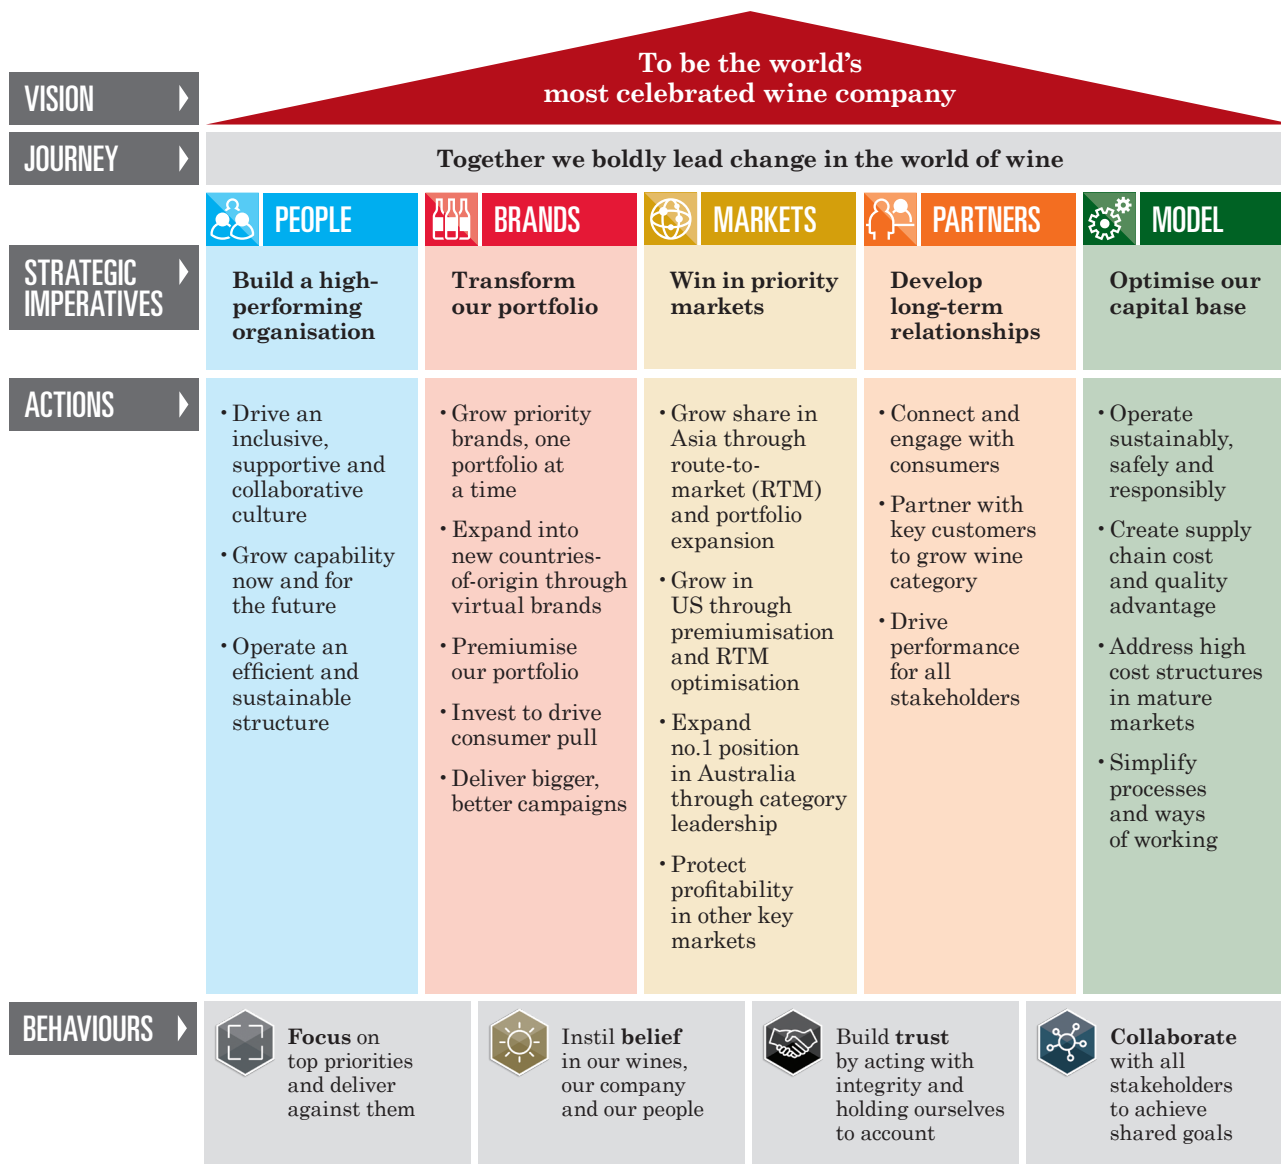 VISION
To be the world's
most celebrated wine company
JOURNEY
Together we boldly lead change in the world of wine
PEOPLE
BRANDS
MARKETS
PARTNERS
MODEL
STRATEGIC
IMPERATIVES
Build a high-
performing
organisation
Transform
our portfolio
Win in priority
markets
Develop
long-term
relationships
Optimise our
capital base
ACTIONS
• Drive an
inclusive,
supportive and
collaborative
culture
• Grow capability
now and for
the future
• Operate an
efficient and
sustainable
structure
• Grow priority
brands, one
portfolio at
a time
• Expand into
new countries-
of-origin through
virtual brands
• Premiumise
our portfolio
• Invest to drive
consumer pull
• Deliver bigger,
better campaigns
• Grow share in
Asia through
route-to-
market (RTM)
and portfolio
expansion
• Grow in
US through
premiumisation
and RTM
optimisation
• Expand
no.1 position
in Australia
through category
leadership
• Protect
profitability
in other key
markets
• Connect and
engage with
consumers
• Partner with
key customers
to grow wine
category
• Drive
performance
for all
stakeholders
• Operate
sustainably,
safely and
responsibly
• Create supply
chain cost
and quality
advantage
• Address high
cost structures
in mature
markets
• Simplify
processes
and ways
of working
BEHAVIOURS
Focus on
top priorities
and deliver
against them
Instil belief
in our wines,
our company
and our people
Build trust
by acting with
integrity and
holding ourselves
to account
Collaborate
with all
stakeholders
to achieve
shared goals